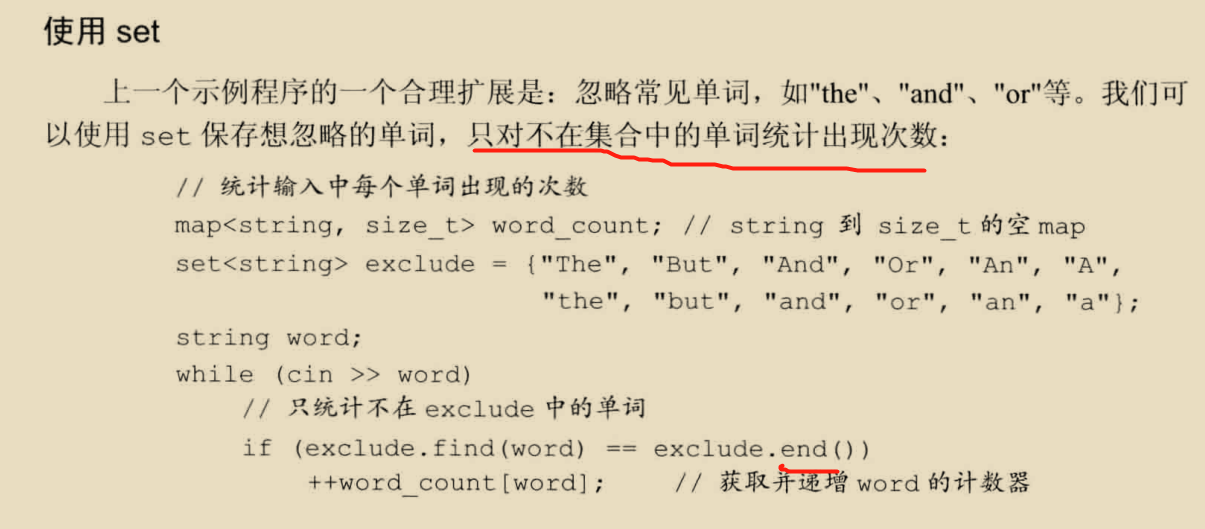 使用 set
上一个示例程序的一个合理扩展是：忽略常见单词，如"the"、"and"、"or"等。我们可
以使用 set 保存想忽略的单词，只对不在集合中的单词统计出现次数：
// 统计输入中每个单词出现的次数
map<string, size_t> word_count; // string 到 size_t 的空 map
set<string> exclude = {"The", "But", "And", "Or", "An", "A",
"the", "but", "and", "or", "an", "a"};
string word;
while (cin >> word)
// 只统计不在 exclude 中的单词
if (exclude.find(word) == exclude.end())
++word_count[word]; // 获取并递增 word 的计数器